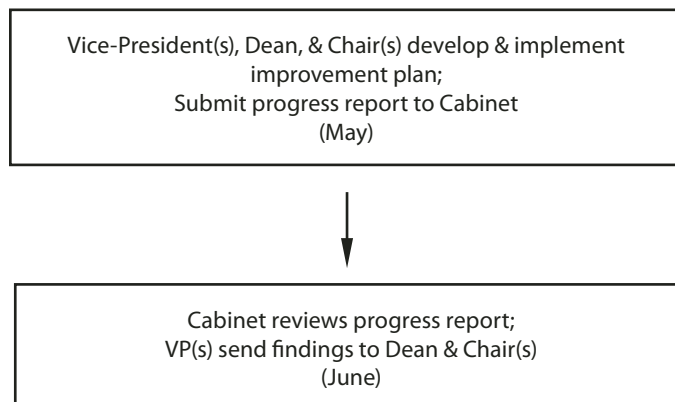 Vice-President(s), Dean, & Chair(s) develop & implement
improvement plan;
Submit progress report to Cabinet
(May)
Cabinet reviews progress report;
VP(s) send findings to Dean & Chair(s)
(June)